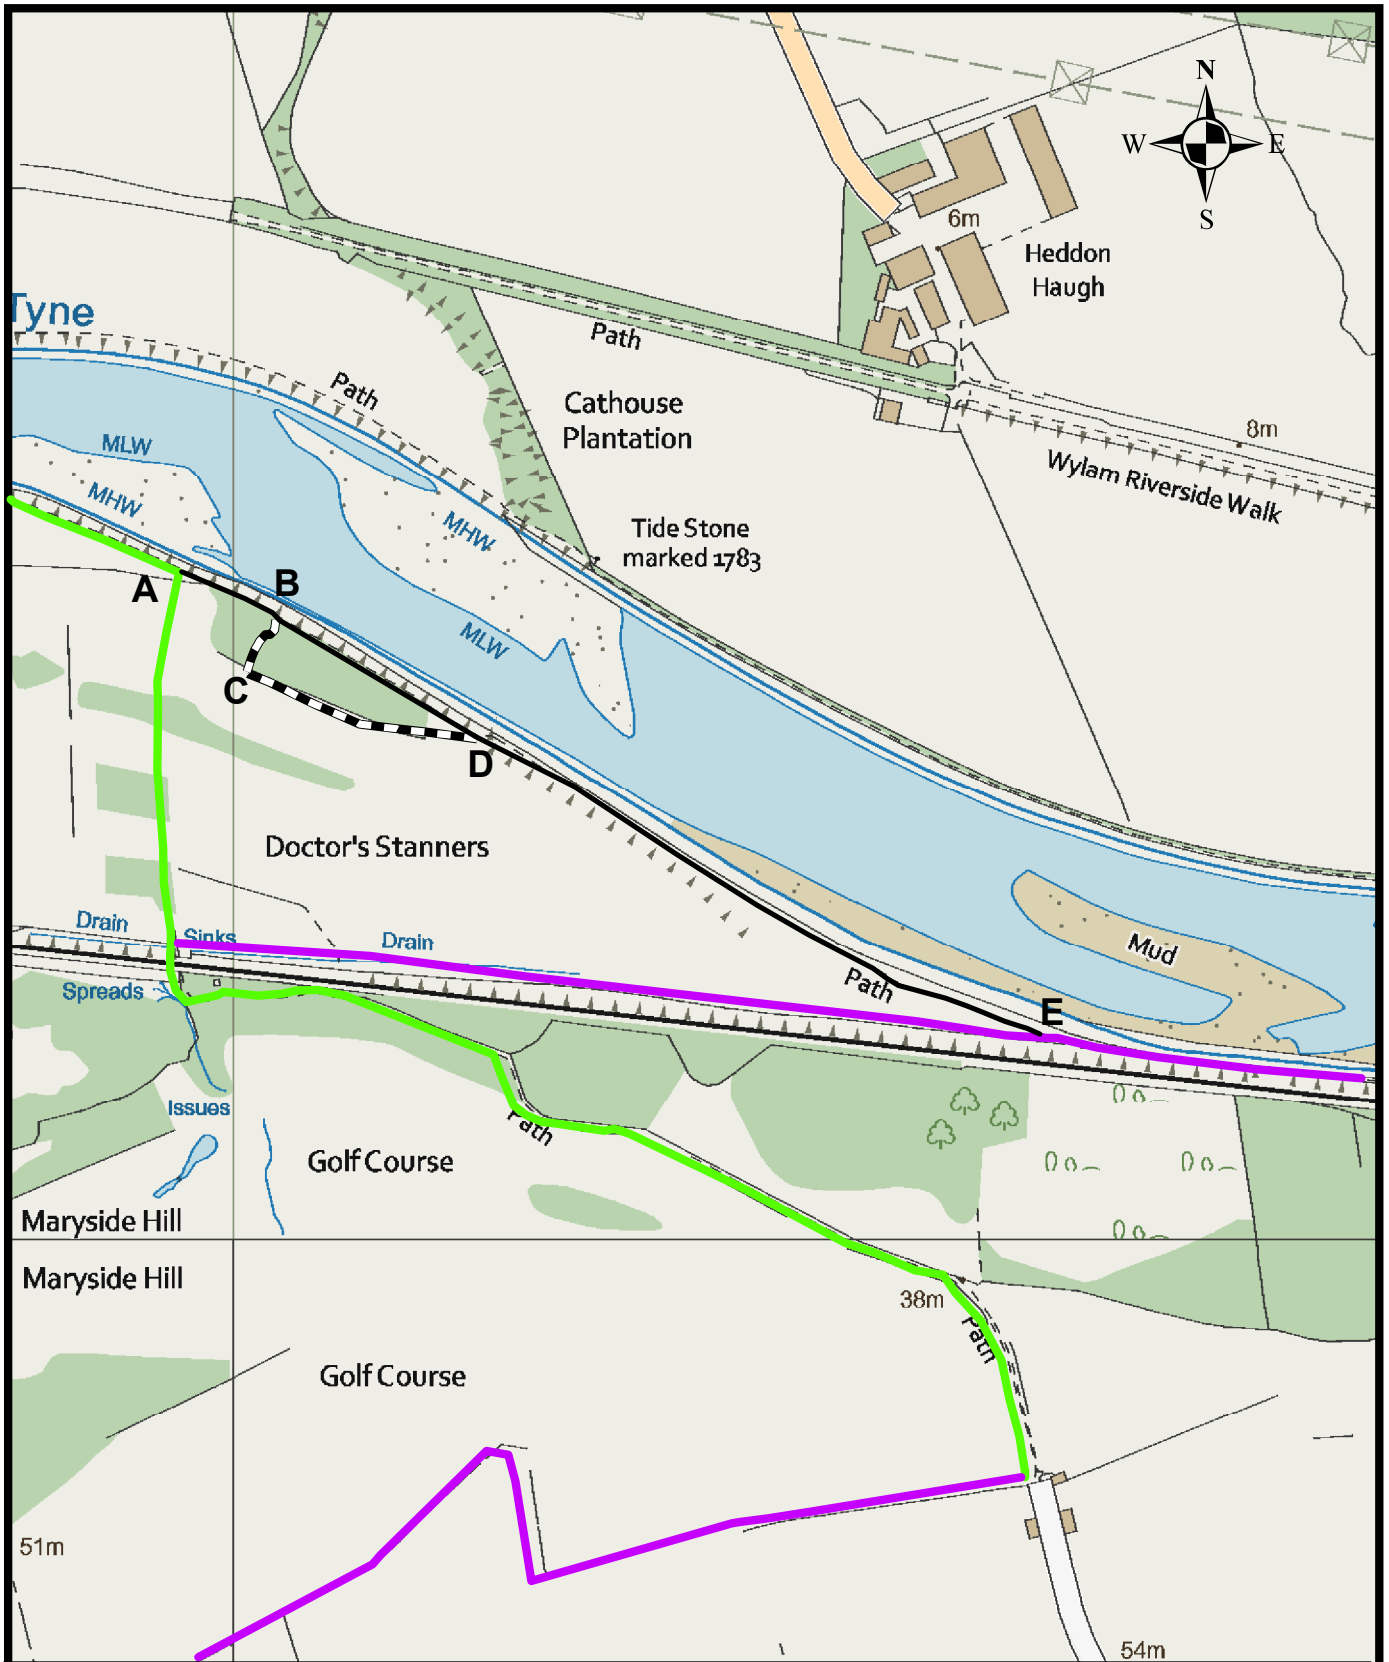 N
W E
S
6m
Heddon
Haugh
Tyne
Path
Path
Cathouse
Plantation
8m
Wylam Riverside Walk
MLW
MHW
MHW
Tide Stone
marked 1783
A
B
MLW
C
D
Doctor's Stanners
Drain
Sinks
Drain
Mud
Path
Spreads
E
Issues
Path
Golf Course
Maryside Hill
Maryside Hill
38m
Path
Golf Course
51m
54m